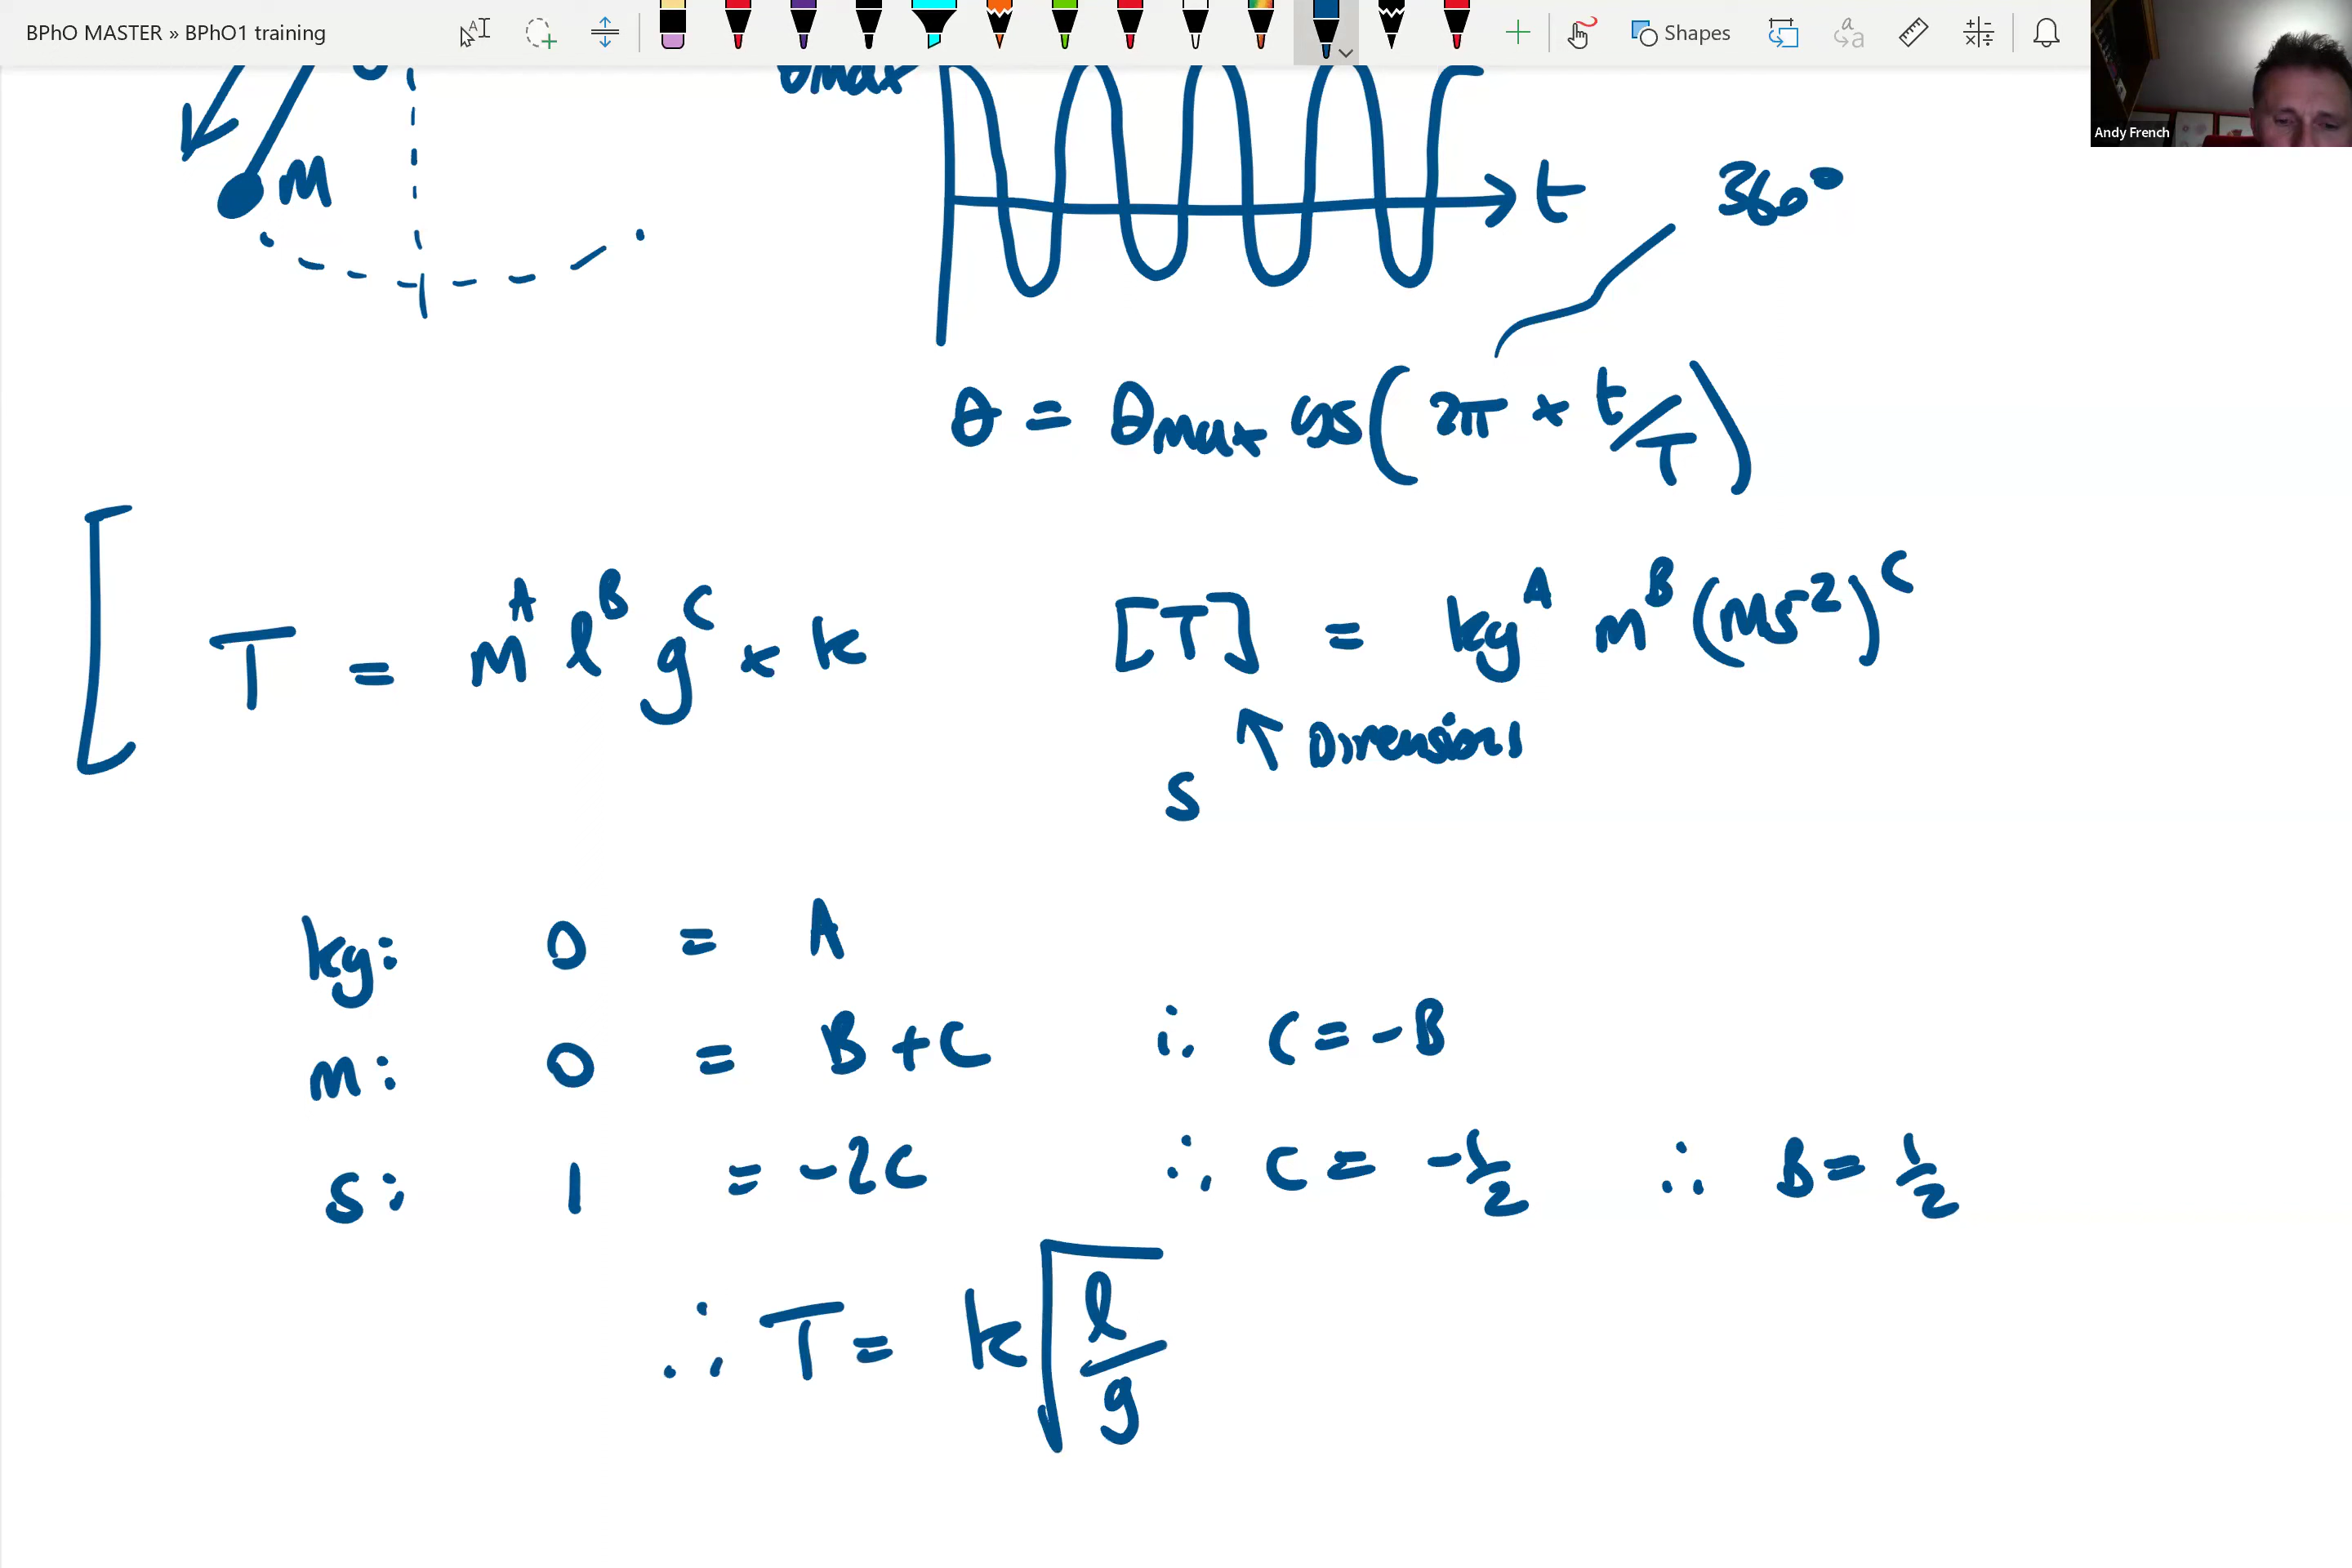 BPhO MASTER » BPhO1 training
Shapes
Andy French
θmax
M
t
360°
θ = θmax cos(2π × t/T)
T = m^A l^B g^C × k
[T] = kg^A m^B (ms^-2)^C
↑ Dimensions
s
kg: 0 = A
m: 0 = B + C ∴ C = -B
s: 1 = -2C ∴ C = -1/2 ∴ B = 1/2
∴ T = k√(l/g)